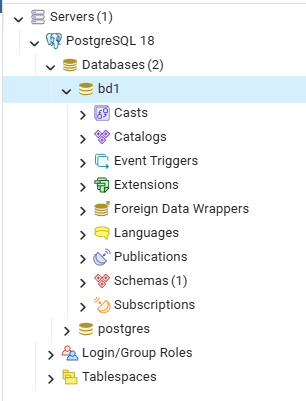 Servers (1)
PostgreSQL 18
Databases (2)
bd1
Casts
Catalogs
Event Triggers
Extensions
Foreign Data Wrappers
Languages
Publications
Schemas (1)
Subscriptions
postgres
Login/Group Roles
Tablespaces